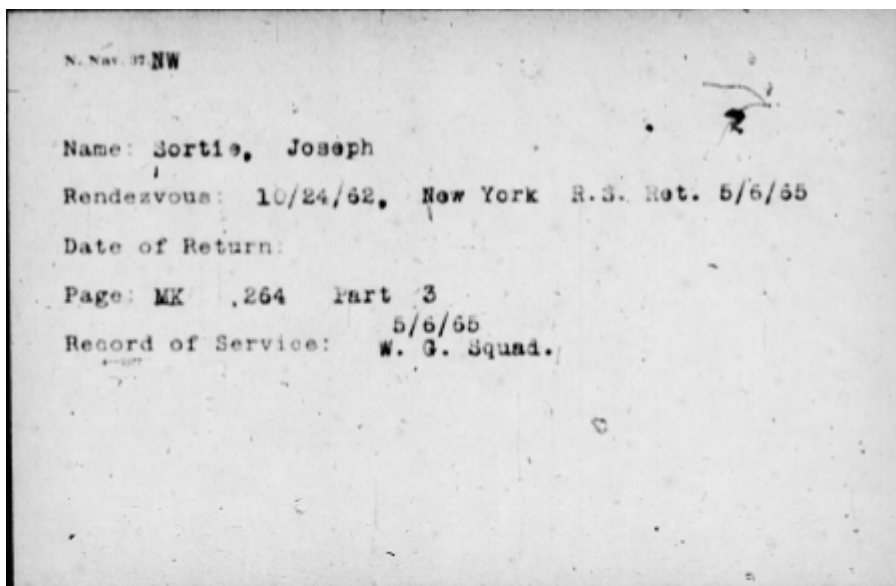 N. Nav. 37 NW
Name: Sortie, Joseph
Rendezvous: 10/24/62, New York R.S. Ret. 5/6/65
Date of Return:
Page: MK 264 Part 3
5/6/65
Record of Service: W. G. Squad.